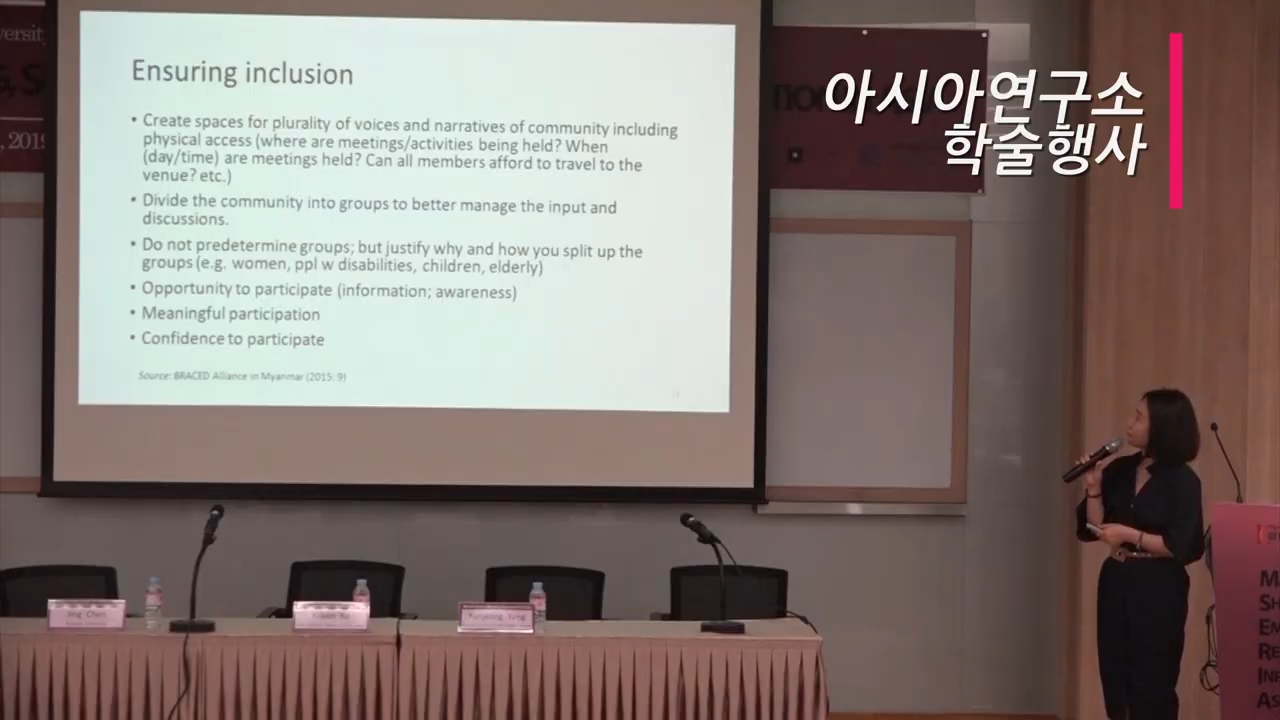 Ensuring inclusion
• Create spaces for plurality of voices and narratives of community including
physical access (where are meetings/activities being held? When
(day/time) are meetings held? Can all members afford to travel to the
venue? etc.)
• Divide the community into groups to better manage the input and
discussions.
• Do not predetermine groups; but justify why and how you split up the
groups (e.g. women, ppl w disabilities, children, elderly)
• Opportunity to participate (information; awareness)
• Meaningful participation
• Confidence to participate
Source: BRACED Alliance in Myanmar (2015: 9)
아시아연구소
학술행사
, 2019